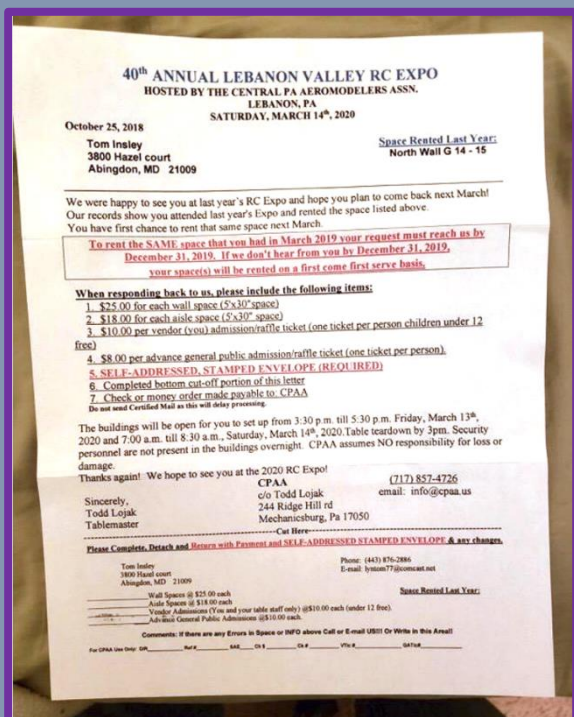 40th ANNUAL LEBANON VALLEY RC EXPO
HOSTED BY THE CENTRAL PA AEROMODELERS ASSN.
LEBANON, PA
SATURDAY, MARCH 14th, 2020
October 25, 2018
Tom Insley
3800 Hazel court
Abingdon, MD 21009
Space Rented Last Year:
North Wall G 14 - 15
We were happy to see you at last year's RC Expo and hope you plan to come back next March!
Our records show you attended last year's Expo and rented the space listed above.
You have first chance to rent that same space next March.
To rent the SAME space that you had in March 2019 your request must reach us by
December 31, 2019. If we don't hear from you by December 31, 2019,
your space(s) will be rented on a first come first serve basis.
When responding back to us, please include the following items:
1. $25.00 for each wall space (5'x30"space)
2. $18.00 for each aisle space (5'x30" space)
3. $10.00 per vendor (you) admission/raffle ticket (one ticket per person children under 12
free)
4. $8.00 per advance general public admission/raffle ticket (one ticket per person).
5. SELF-ADDRESSED, STAMPED ENVELOPE (REQUIRED)
6. Completed bottom cut-off portion of this letter
7. Check or money order made payable to: CPAA
Do not send Certified Mail as this will delay processing.
The buildings will be open for you to set up from 3:30 p.m. till 5:30 p.m. Friday, March 13th,
2020 and 7:00 a.m. till 8:30 a.m., Saturday, March 14th, 2020.Table teardown by 3pm. Security
personnel are not present in the buildings overnight. CPAA assumes NO responsibility for loss or
damage.
Thanks again! We hope to see you at the 2020 RC Expo!
Sincerely,
Todd Lojak
Tablemaster
CPAA
c/o Todd Lojak
244 Ridge Hill rd
Mechanicsburg, Pa 17050
(717) 857-4726
email: info@cpaa.us
Cut Here
Please Complete, Detach and Return with Payment and SELF-ADDRESSED STAMPED ENVELOPE & any changes.
Tom Insley
3800 Hazel court
Abingdon, MD 21009
Phone: (443) 876-2886
E-mail: lystom77@comcast.net
Wall Spaces @ $25.00 each
Aisle Spaces @ $18.00 each
Vendor Admissions (You and your table staff only) @$10.00 each (under 12 free).
Advance General Public Admissions @$10.00 each.
Space Rented Last Year:
Comments: If there are any Errors in Space or INFO above Call or E-mail US!!! Or Write in this Area!!
For CPAA Use Only: D/R Ref # SAE Ct $ Ck #